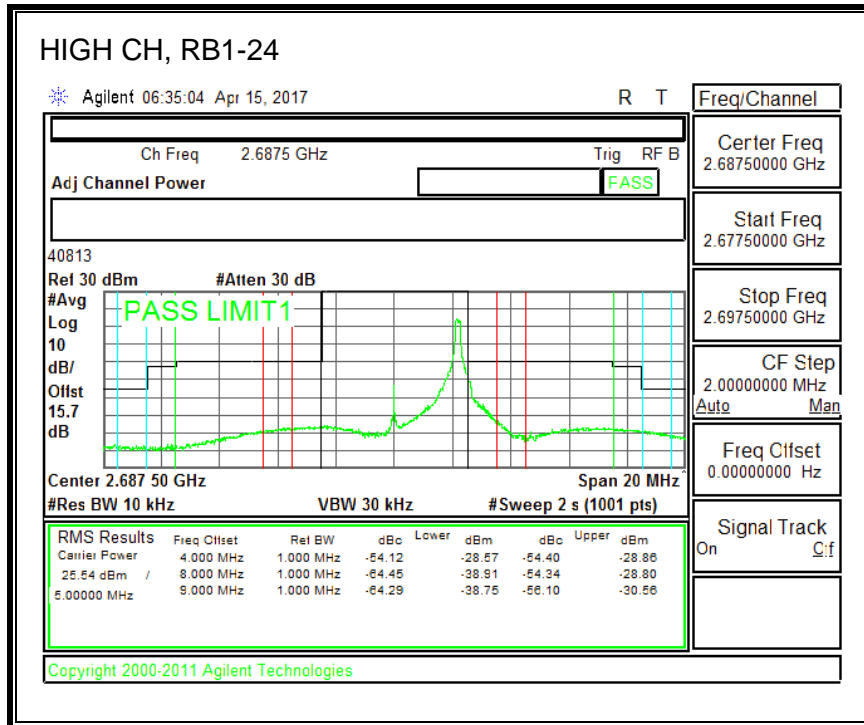 HIGH CH, RB1-24
Agilent 06:35:04 Apr 15, 2017 R T
Ch Freq 2.6875 GHz Trig RF B
Adj Channel Power FASS
40813
Ref 30 dBm #Atten 30 dB
#Avg
Log
10
dB/
Offst
15.7
dB
PASS LIMIT1
Center 2.687 50 GHz Span 20 MHz
#Res BW 10 kHz VBW 30 kHz #Sweep 2 s (1001 pts)
RMS Results Freq Offset Ref BW dBc Lower dBm dBc Upper dBm
Carrier Power 4.000 MHz 1.000 MHz -54.12 -28.57 -54.40 -28.86
25.54 dBm / 8.000 MHz 1.000 MHz -64.45 -38.91 -54.34 -28.80
5.00000 MHz 9.000 MHz 1.000 MHz -64.29 -38.75 -56.10 -30.56
Copyright 2000-2011 Agilent Technologies
Freq/Channel
Center Freq
2.68750000 GHz
Start Freq
2.67750000 GHz
Stop Freq
2.69750000 GHz
CF Step
2.00000000 MHz
Auto Man
Freq Offset
0.00000000 Hz
Signal Track
On Off